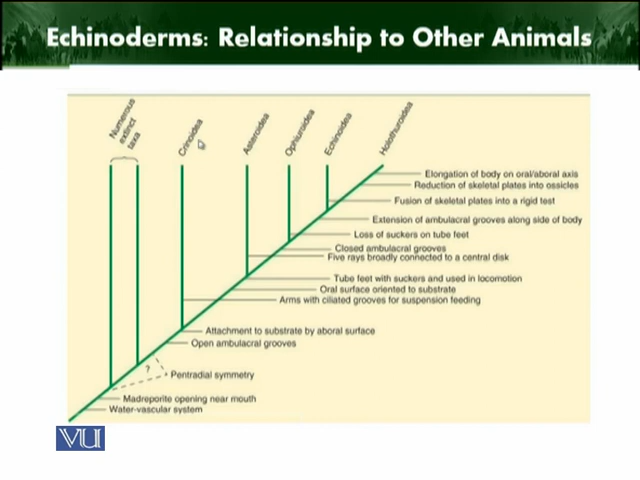 Echinoderms: Relationship to Other Animals
Numerous
extinct
taxa
Crinoidea
Asteroidea
Ophiuroidea
Echinoidea
Holothuroidea
Elongation of body on oral/aboral axis
Reduction of skeletal plates into ossicles
Fusion of skeletal plates into a rigid test
Extension of ambulacral grooves along side of body
Loss of suckers on tube feet
Closed ambulacral grooves
Five rays broadly connected to a central disk
Tube feet with suckers and used in locomotion
Oral surface oriented to substrate
Arms with ciliated grooves for suspension feeding
Attachment to substrate by aboral surface
Open ambulacral grooves
?
Pentradial symmetry
Madreporite opening near mouth
Water-vascular system
VU